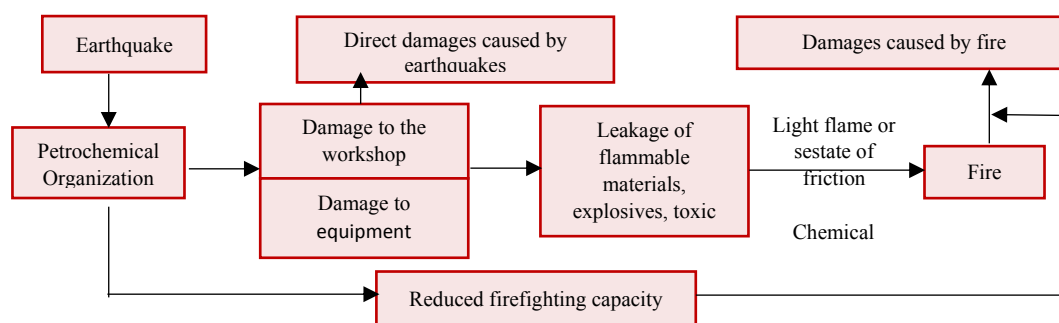 Earthquake
Direct damages caused by
earthquakes
Damages caused by fire
Petrochemical
Organization
Damage to the
workshop
Damage to
equipment
Leakage of
flammable
materials,
explosives, toxic
Light flame or
sestate of
friction
Chemical
Fire
Reduced firefighting capacity